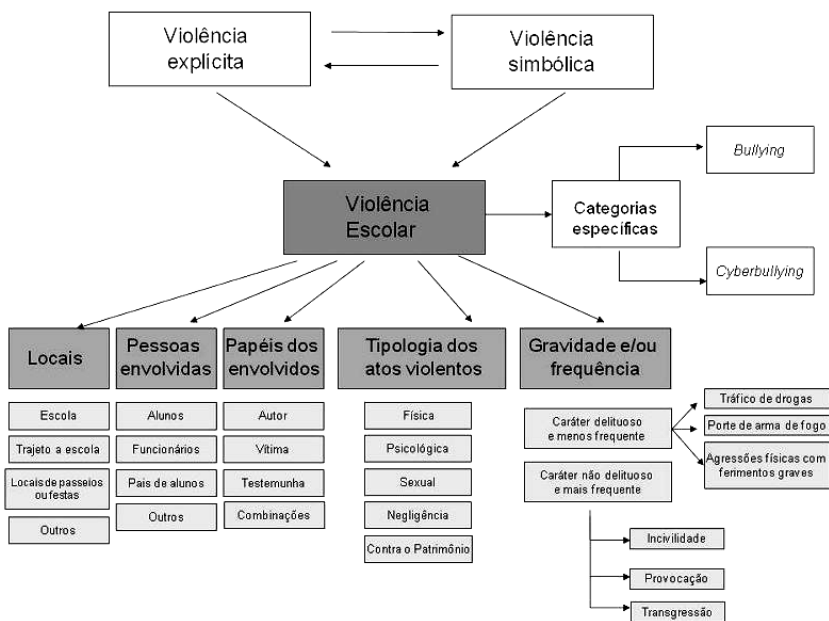 Violência
explícita
Violência
simbólica
Violência
Escolar
Categorias
específicas
Bullying
Cyberbullying
Locais
Escola
Trajeto a escola
Locais de passeios
ou festas
Outros
Pessoas
envolvidas
Alunos
Funcionários
Pais de alunos
Outros
Papéis dos
envolvidos
Autor
Vítima
Testemunha
Combinações
Tipologia dos
atos violentos
Física
Psicológica
Sexual
Negligência
Contra o Patrimônio
Gravidade e/ou
frequência
Caráter delituoso
e menos frequente
Tráfico de drogas
Porte de arma de fogo
Agressões físicas com
ferimentos graves
Caráter não delituoso
e mais frequente
Incivilidade
Provocação
Transgressão